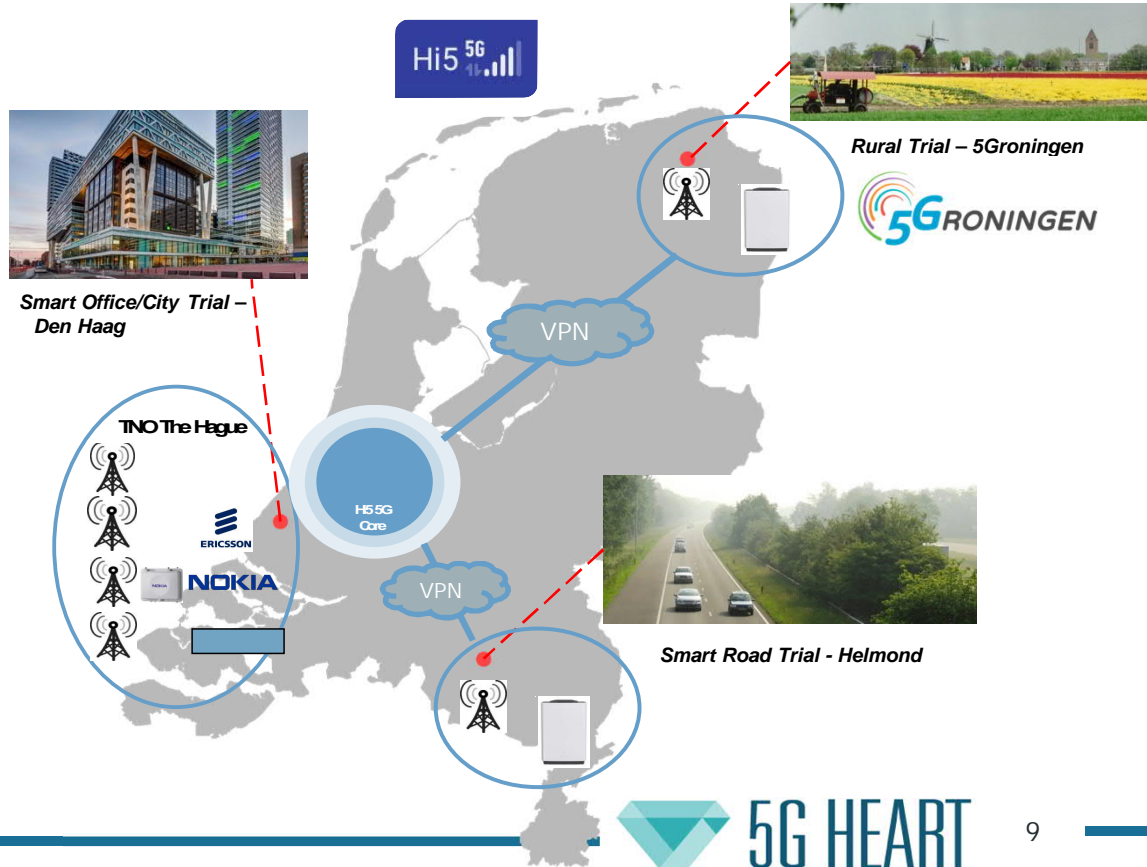 Hi5 5G
Rural Trial – 5Groningen
5GRONINGEN
Smart Office/City Trial –
Den Haag
VPN
TNO The Hague
Hi5 5G
Core
ERICSSON
NOKIA
NOKIA
VPN
Smart Road Trial - Helmond
5G HEART
9